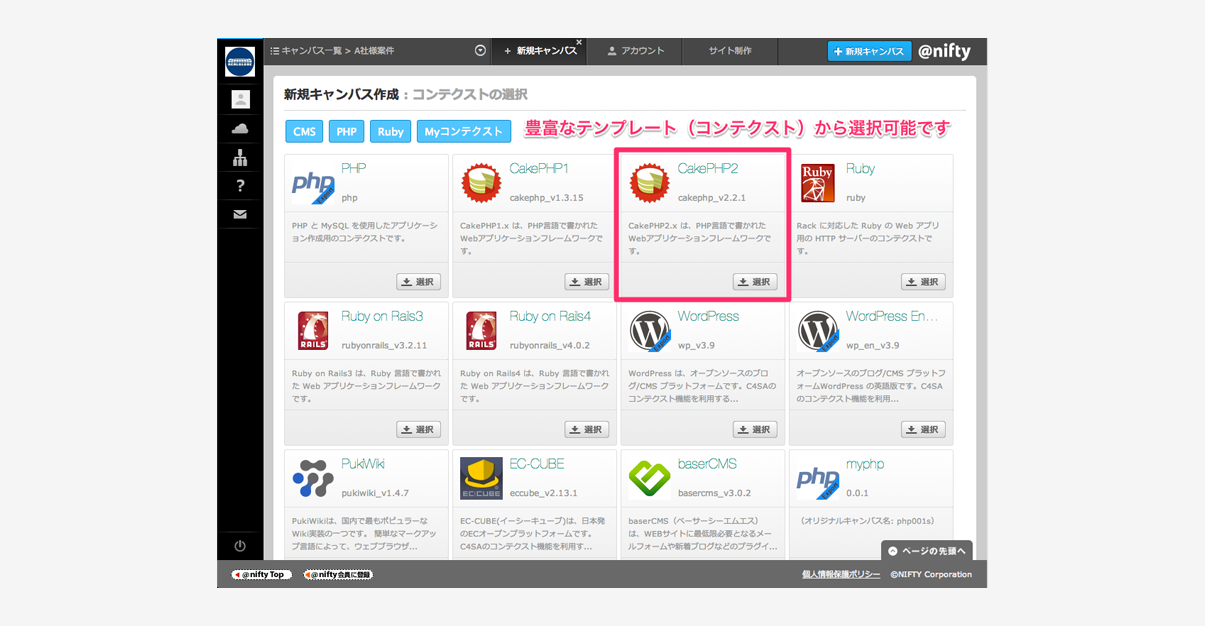 キャンバス一覧 > A社様案件
+ 新規キャンバス
アカウント
サイト制作
+ 新規キャンバス
@nifty
新規キャンバス作成：コンテクストの選択
CMS
PHP
Ruby
Myコンテクスト
豊富なテンプレート（コンテクスト）から選択可能です
PHP
php
PHP と MySQL を使用したアプリケーシ
ョン作成用のコンテクストです。
選択
CakePHP1
cakephp_v1.3.15
CakePHP1.x は、PHP言語で書かれた
Webアプリケーションフレームワークで
す。
選択
CakePHP2
cakephp_v2.2.1
CakePHP2.x は、PHP言語で書かれた
Webアプリケーションフレームワークで
す。
選択
Ruby
Ruby
ruby
Rack に対応した Ruby の Web アプリ
用の HTTP サーバーのコンテクストで
す。
選択
RAILS
Ruby on Rails3
rubyonrails_v3.2.11
Ruby on Rails3 は、Ruby 言語で書かれ
た Web アプリケーションフレームワーク
です。
選択
RAILS
Ruby on Rails4
rubyonrails_v4.0.2
Ruby on Rails4 は、Ruby 言語で書かれ
た Web アプリケーションフレームワーク
です。
選択
WordPress
wp_v3.9
WordPress は、オープンソースのブロ
グ/CMS プラットフォームです。C4SAの
コンテクスト機能を利用する...
選択
WordPress En...
wp_en_v3.9
オープンソースのブログ/CMS プラットフ
ォームWordPress の英語版です。C4SA
のコンテクスト機能を利用...
選択
PukiWiki
pukiwiki_v1.4.7
PukiWikiは、国内で最もポピュラーな
Wiki実装の一つです。 簡単なマークアッ
プ言語によって、ウェブブラウザ...
EC-CUBE
EC-CUBE
eccube_v2.13.1
EC-CUBE(イーシーキューブ)は、日本発
のECオープンプラットフォームです。
C4SAのコンテクスト機能を利用す...
baserCMS
basercms_v3.0.2
baserCMS（ベーサーシーエムエス）
は、WEBサイトに最低限必要となるメー
ルフォームや新着ブログなどのプラグイ...
php
myphp
0.0.1
（オリジナルキャンバス名: php001s）
ページの先頭へ
@nifty Top
@nifty会員に登録
個人情報保護ポリシー
©NIFTY Corporation